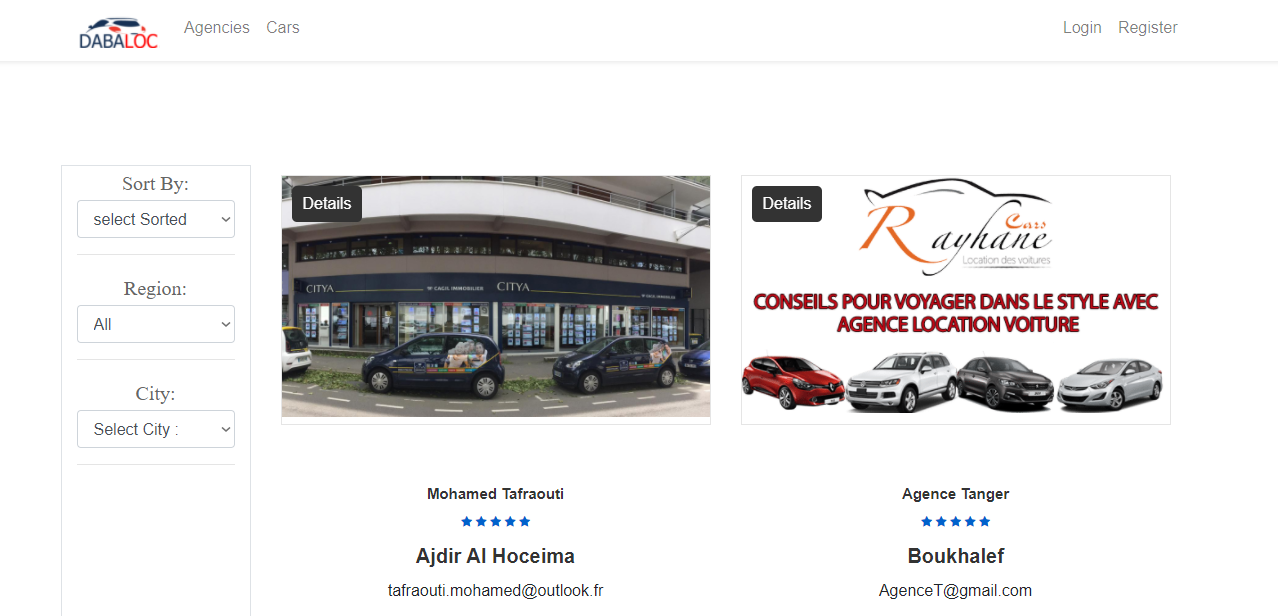 DABALOC
Agencies
Cars
Login
Register
Sort By:
select Sorted
Region:
All
City:
Select City :
Details
CITYA
CAGIL IMMOBILIER
CITYA
CAGIL IMMOBILIER
Mohamed Tafraouti
Ajdir Al Hoceima
tafraouti.mohamed@outlook.fr
Details
Rayhane Cars
Location des voitures
CONSEILS POUR VOYAGER DANS LE STYLE AVEC
AGENCE LOCATION VOITURE
Agence Tanger
Boukhalef
AgenceT@gmail.com